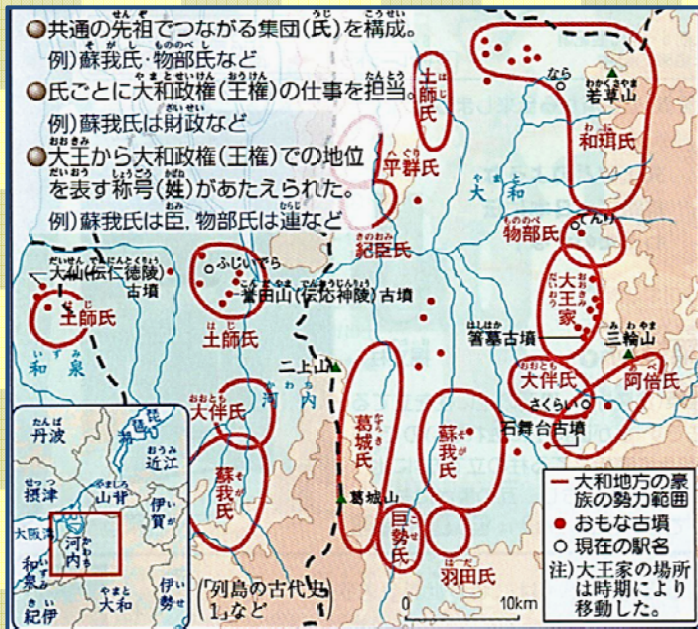 ●共通の先祖でつながる集団(氏)を構成。
例)蘇我氏・物部氏など
●氏ごとに大和政権(王権)の仕事を担当。
例)蘇我氏は財政など
●大王から大和政権(王権)での地位
を表す称号(姓)があたえられた。
例)蘇我氏は臣，物部氏は連など
土師氏
なら
若草山
和珥氏
平群氏
大和
紀臣氏
物部氏
てんり
大王家
大仙(伝仁徳陵)
古墳
ふじいでら
誉田山(伝応神陵)古墳
土師氏
土師氏
箸墓古墳
三輪山
和泉
二上山
大伴氏
阿倍氏
大伴氏
河内
さくらい
葛城氏
蘇我氏
石舞台古墳
蘇我氏
葛城山
巨勢氏
羽田氏
丹波
琵琶湖
近江
摂津
山背
伊賀
大阪湾
河内
和泉
大和
伊勢
紀伊
(「列島の古代史
1」など)
0 10km
大和地方の豪
族の勢力範囲
●おもな古墳
○現在の駅名
注)大王家の場所
は時期により
移動した。